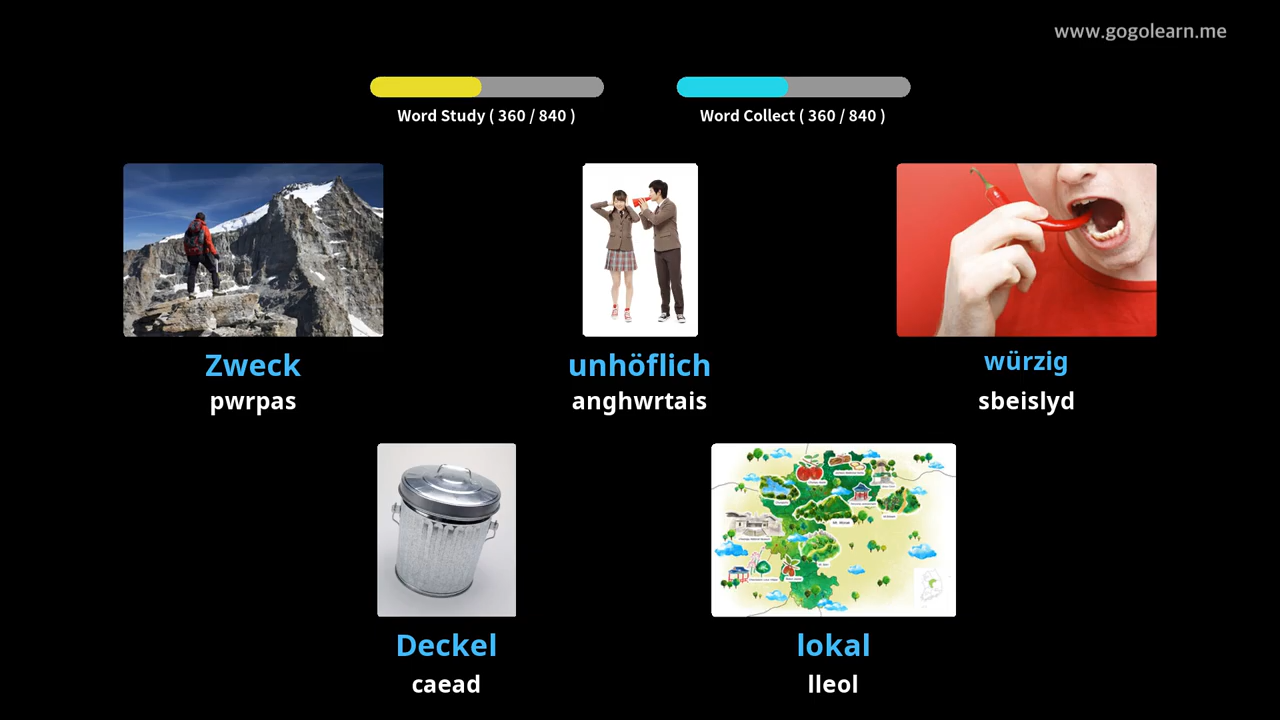 www.gogolearn.me
Word Study ( 360 / 840 )
Word Collect ( 360 / 840 )
Zweck
pwrpas
unhöflich
anghwrtais
würzig
sbeislyd
Deckel
caead
lokal
lleol